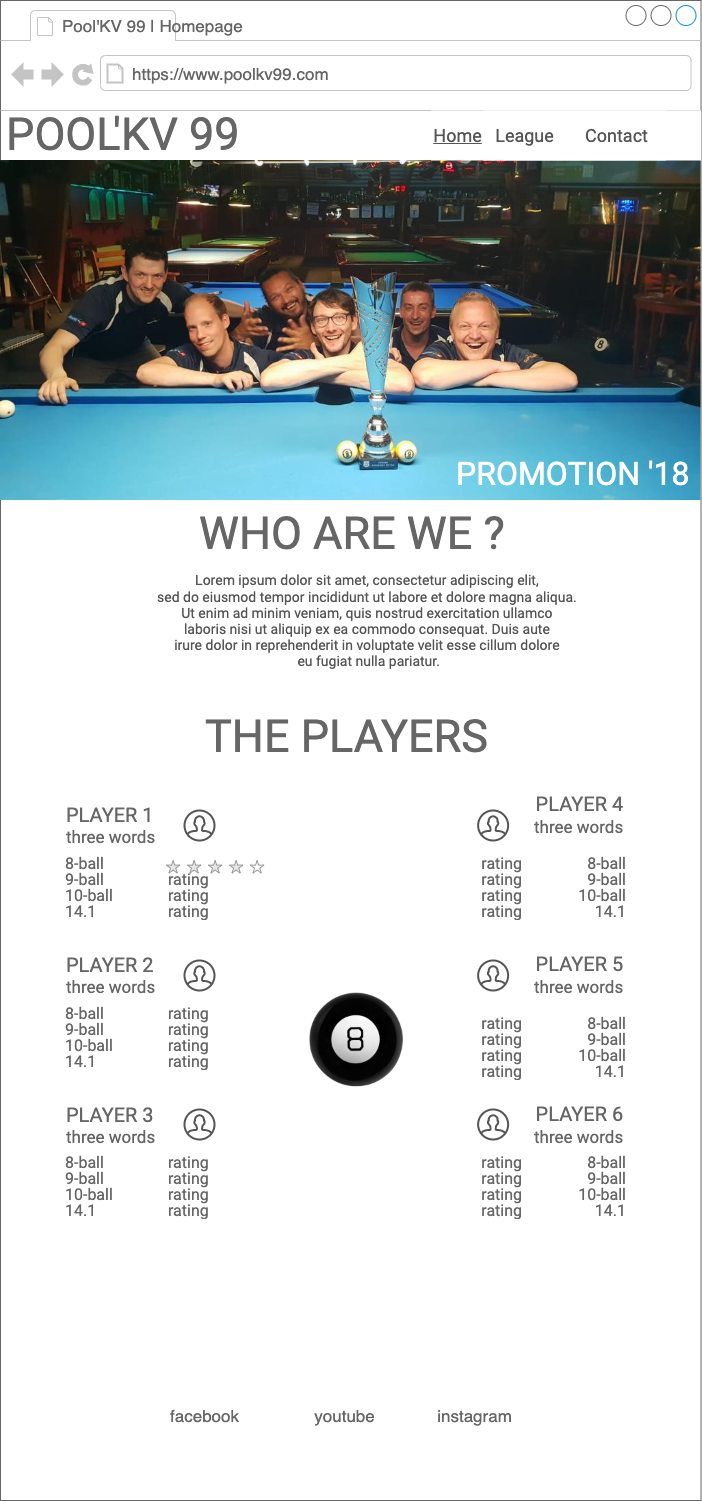 Pool'KV 99 I Homepage
https://www.poolkv99.com
POOL'KV 99
Home League Contact
8
PROMOTION '18
WHO ARE WE ?
Lorem ipsum dolor sit amet, consectetur adipiscing elit,
sed do eiusmod tempor incididunt ut labore et dolore magna aliqua.
Ut enim ad minim veniam, quis nostrud exercitation ullamco
laboris nisi ut aliquip ex ea commodo consequat. Duis aute
irure dolor in reprehenderit in voluptate velit esse cillum dolore
eu fugiat nulla pariatur.
THE PLAYERS
PLAYER 1
three words
8-ball
9-ball rating
10-ball rating
14.1 rating
PLAYER 4
three words
rating 8-ball
rating 9-ball
rating 10-ball
rating 14.1
PLAYER 2
three words
8-ball rating
9-ball rating
10-ball rating
14.1 rating
8
PLAYER 5
three words
rating 8-ball
rating 9-ball
rating 10-ball
rating 14.1
PLAYER 3
three words
8-ball rating
9-ball rating
10-ball rating
14.1 rating
PLAYER 6
three words
rating 8-ball
rating 9-ball
rating 10-ball
rating 14.1
facebook youtube instagram